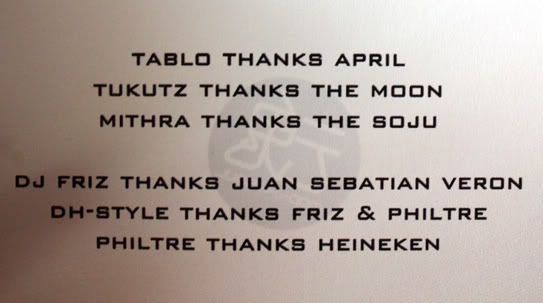 TABLO THANKS APRIL
TUKUTZ THANKS THE MOON
MITHRA THANKS THE SOJU
DJ FRIZ THANKS JUAN SEBATIAN VERON
DH-STYLE THANKS FRIZ & PHILTRE
PHILTRE THANKS HEINEKEN